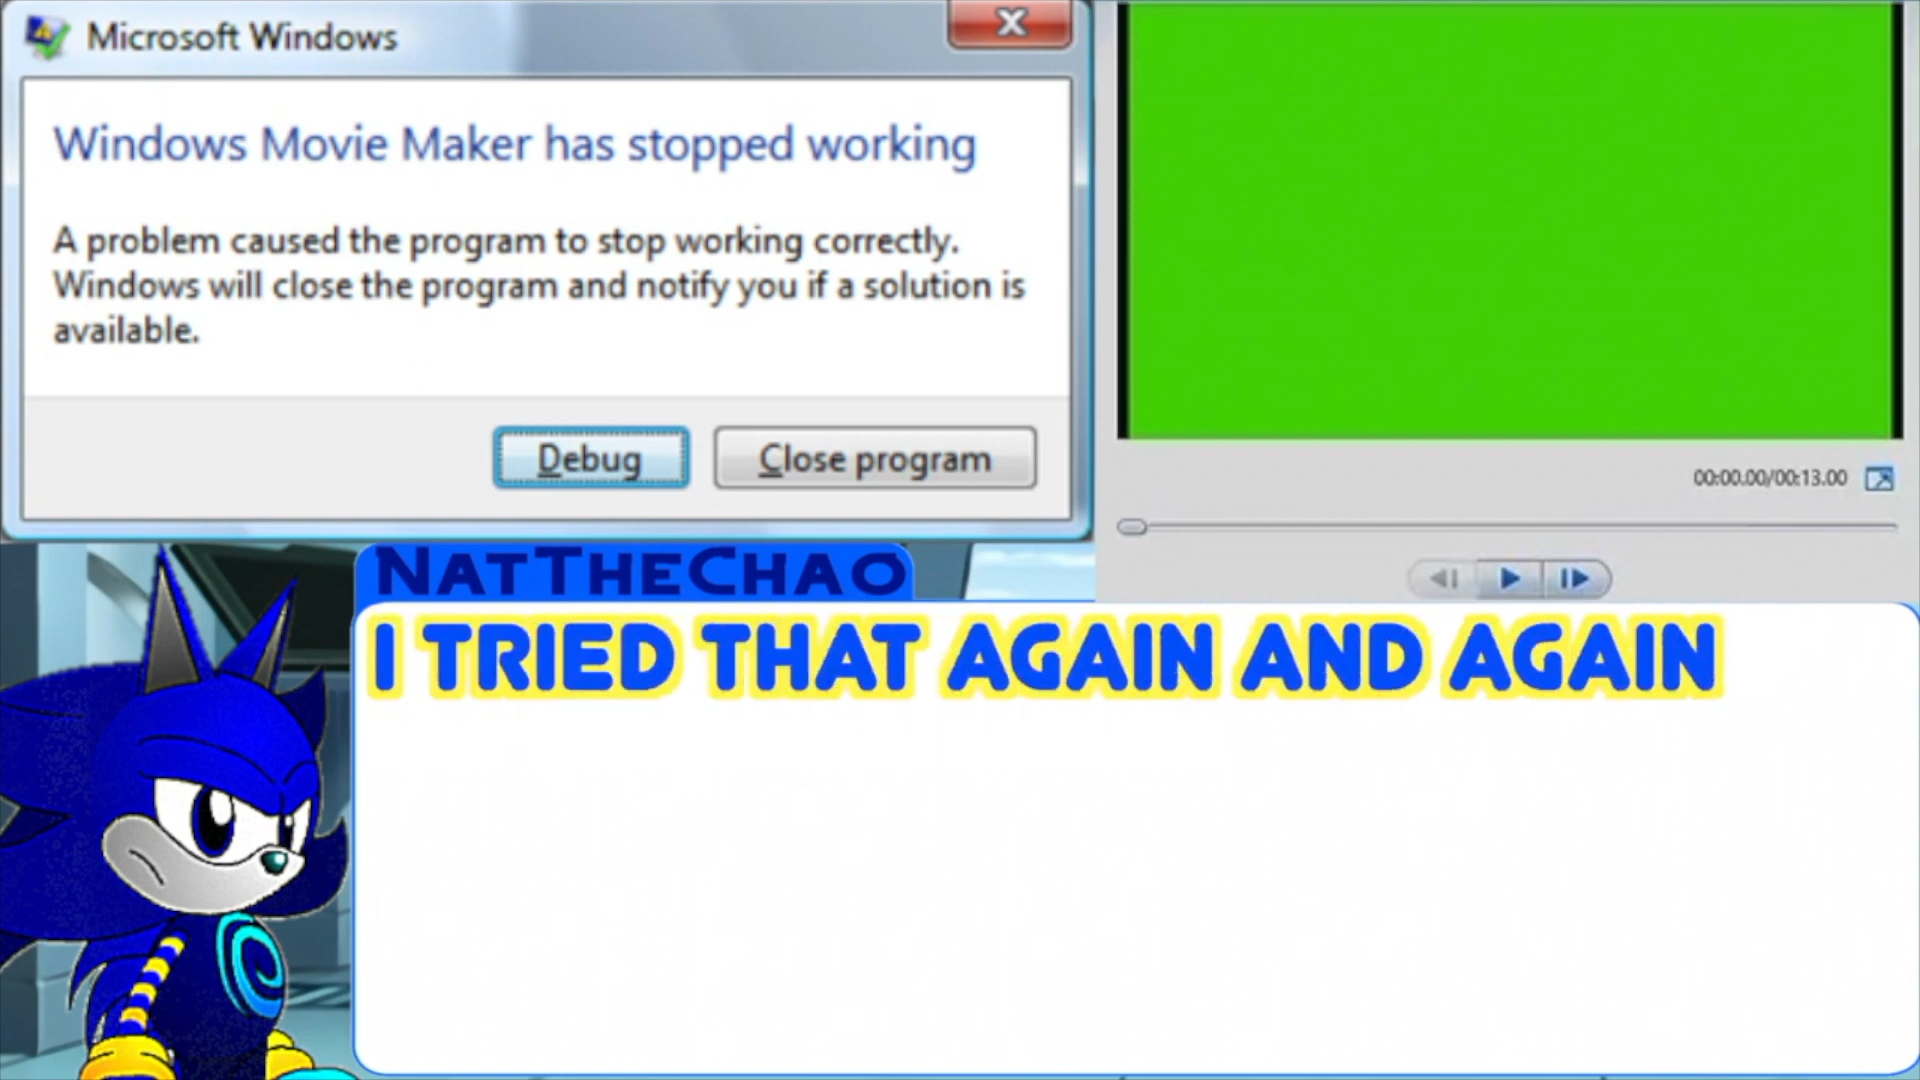 Microsoft Windows
Windows Movie Maker has stopped working
A problem caused the program to stop working correctly.
Windows will close the program and notify you if a solution is
available.
Debug
Close program
00:00.00/00:13.00
NATTHECHAO
I TRIED THAT AGAIN AND AGAIN